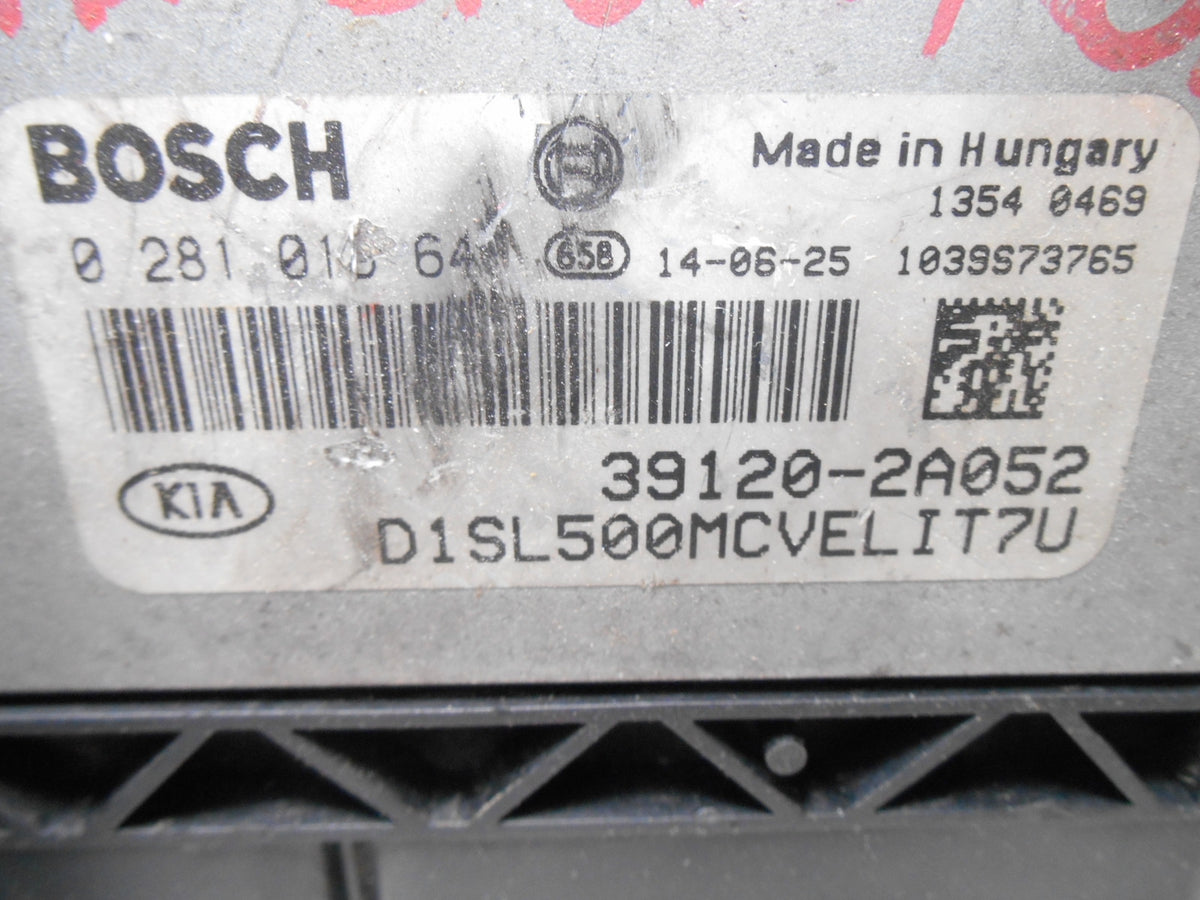 BOSCH
Made in Hungary
1354 0469
0 281 658 14-06-25 1039S73765
39120-2A052
KIA
D1SL500MCVELIT7U